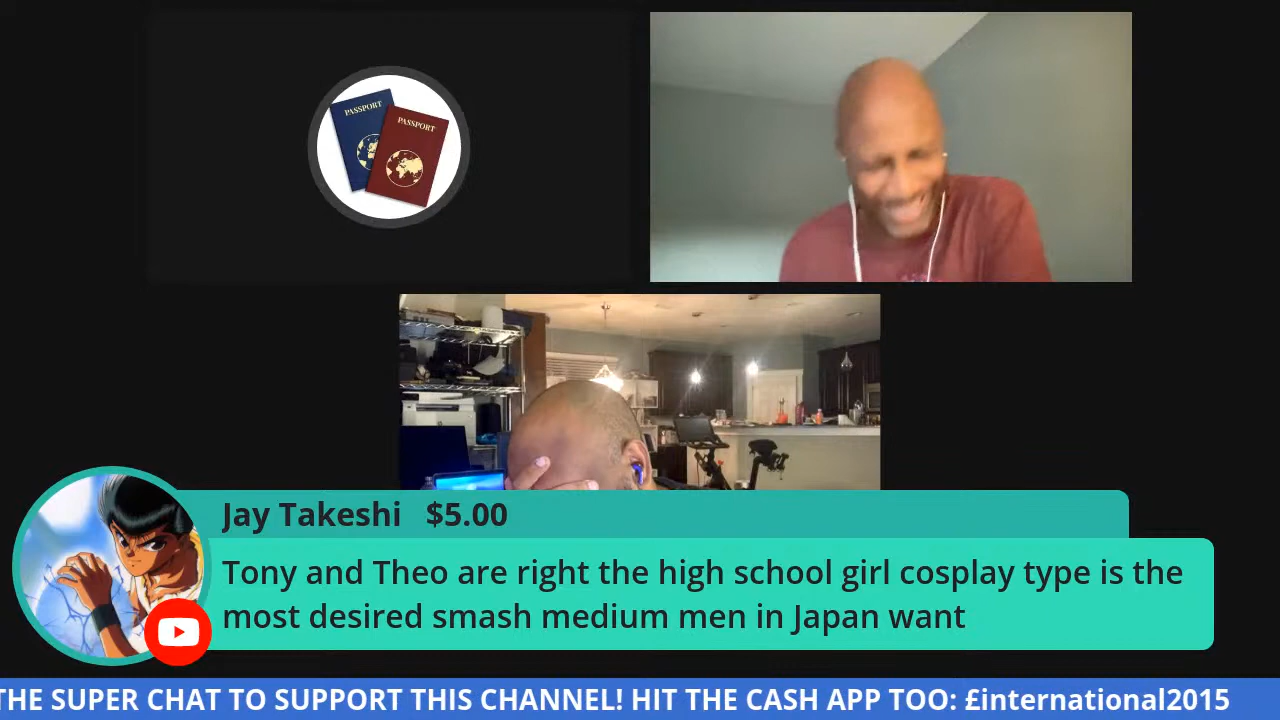 PASSPORT
PASSPORT
Jay Takeshi $5.00
Tony and Theo are right the high school girl cosplay type is the
most desired smash medium men in Japan want
THE SUPER CHAT TO SUPPORT THIS CHANNEL! HIT THE CASH APP TOO: £international2015